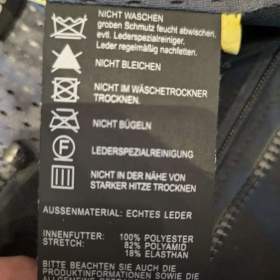 NICHT WASCHEN
groben Schmutz feucht abwischen,
evtl. Lederspezialreiniger.
Leder regelmäßig nachfetten.
NICHT BLEICHEN
NICHT IM WÄSCHETROCKNER
TROCKNEN.
NICHT BÜGELN
F
LEDERSPEZIALREINIGUNG
NICHT IN DER NÄHE VON
STARKER HITZE TROCKNEN
AUSSENMATERIAL: ECHTES LEDER
INNENFUTTER: 100% POLYESTER
STRETCH: 82% POLYAMID
18% ELASTHAN
BITTE BEACHTEN SIE AUCH DIE
PRODUKTINFORMATIONEN SOWIE DIE